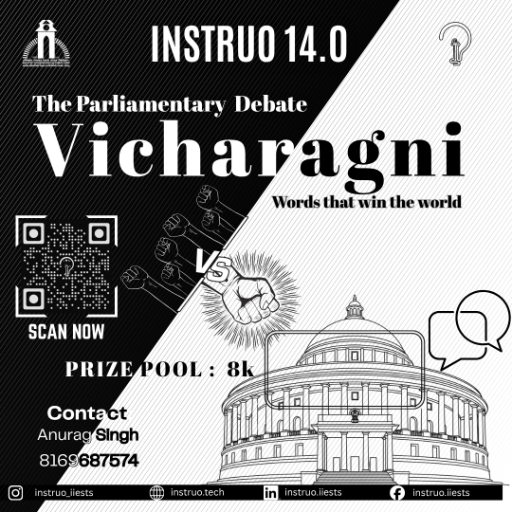 INSTRUO 14.0
The Parliamentary Debate
Vicharagni
Words that win the world
VS
SCAN NOW
PRIZE POOL : 8k
Contact
Anurag Singh
8169687574
instruo_iiests
instruo.tech
instruo.iiests
instruo.iiests